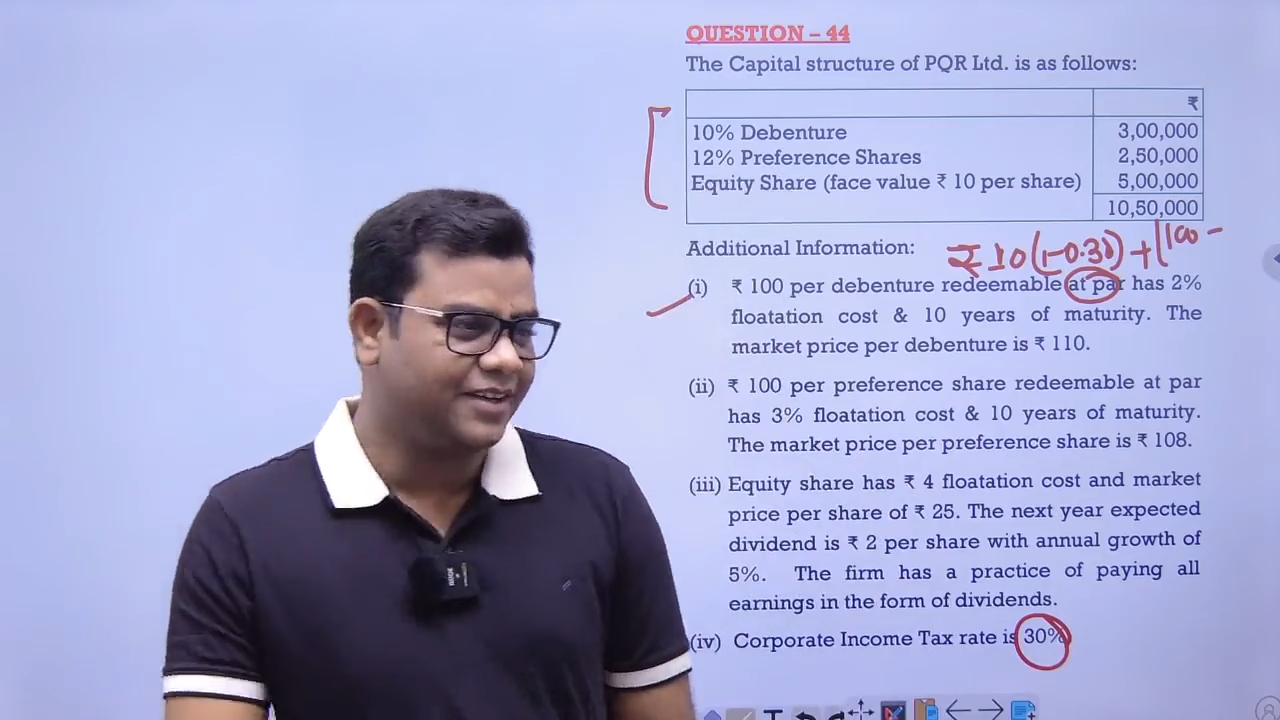 QUESTION – 44
The Capital structure of PQR Ltd. is as follows:
₹
10% Debenture 3,00,000
12% Preference Shares 2,50,000
Equity Share (face value ₹ 10 per share) 5,00,000
10,50,000
Additional Information:
₹10(1-0.30) + (100 -
(i) ₹ 100 per debenture redeemable at par has 2%
floatation cost & 10 years of maturity. The
market price per debenture is ₹ 110.
(ii) ₹ 100 per preference share redeemable at par
has 3% floatation cost & 10 years of maturity.
The market price per preference share is ₹ 108.
(iii) Equity share has ₹ 4 floatation cost and market
price per share of ₹ 25. The next year expected
dividend is ₹ 2 per share with annual growth of
5%. The firm has a practice of paying all
earnings in the form of dividends.
(iv) Corporate Income Tax rate is 30%